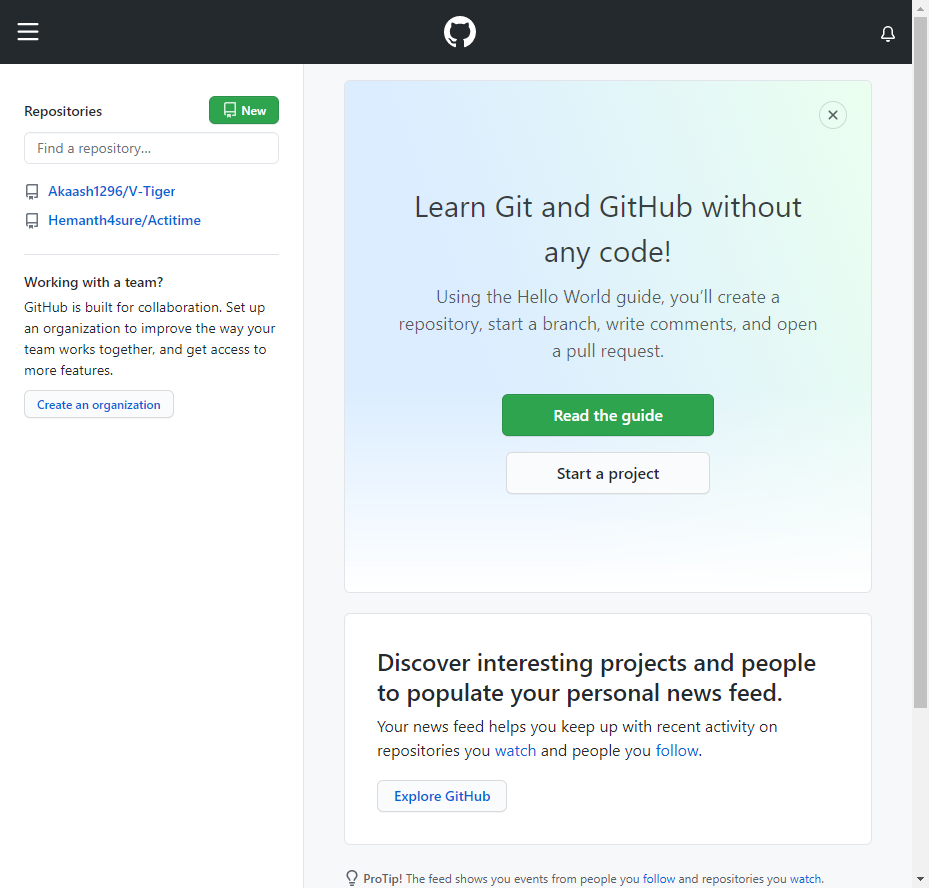 Repositories
New
Find a repository...
Akaash1296/V-Tiger
Hemanth4sure/Actitime
Working with a team?
GitHub is built for collaboration. Set up
an organization to improve the way your
team works together, and get access to
more features.
Create an organization
Learn Git and GitHub without
any code!
Using the Hello World guide, you’ll create a
repository, start a branch, write comments, and open
a pull request.
Read the guide
Start a project
Discover interesting projects and people
to populate your personal news feed.
Your news feed helps you keep up with recent activity on
repositories you watch and people you follow.
Explore GitHub
ProTip! The feed shows you events from people you follow and repositories you watch.